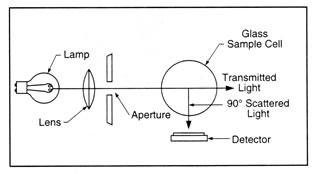 Lamp
Lens
Aperture
Glass
Sample Cell
Transmitted
Light
90° Scattered
Light
Detector